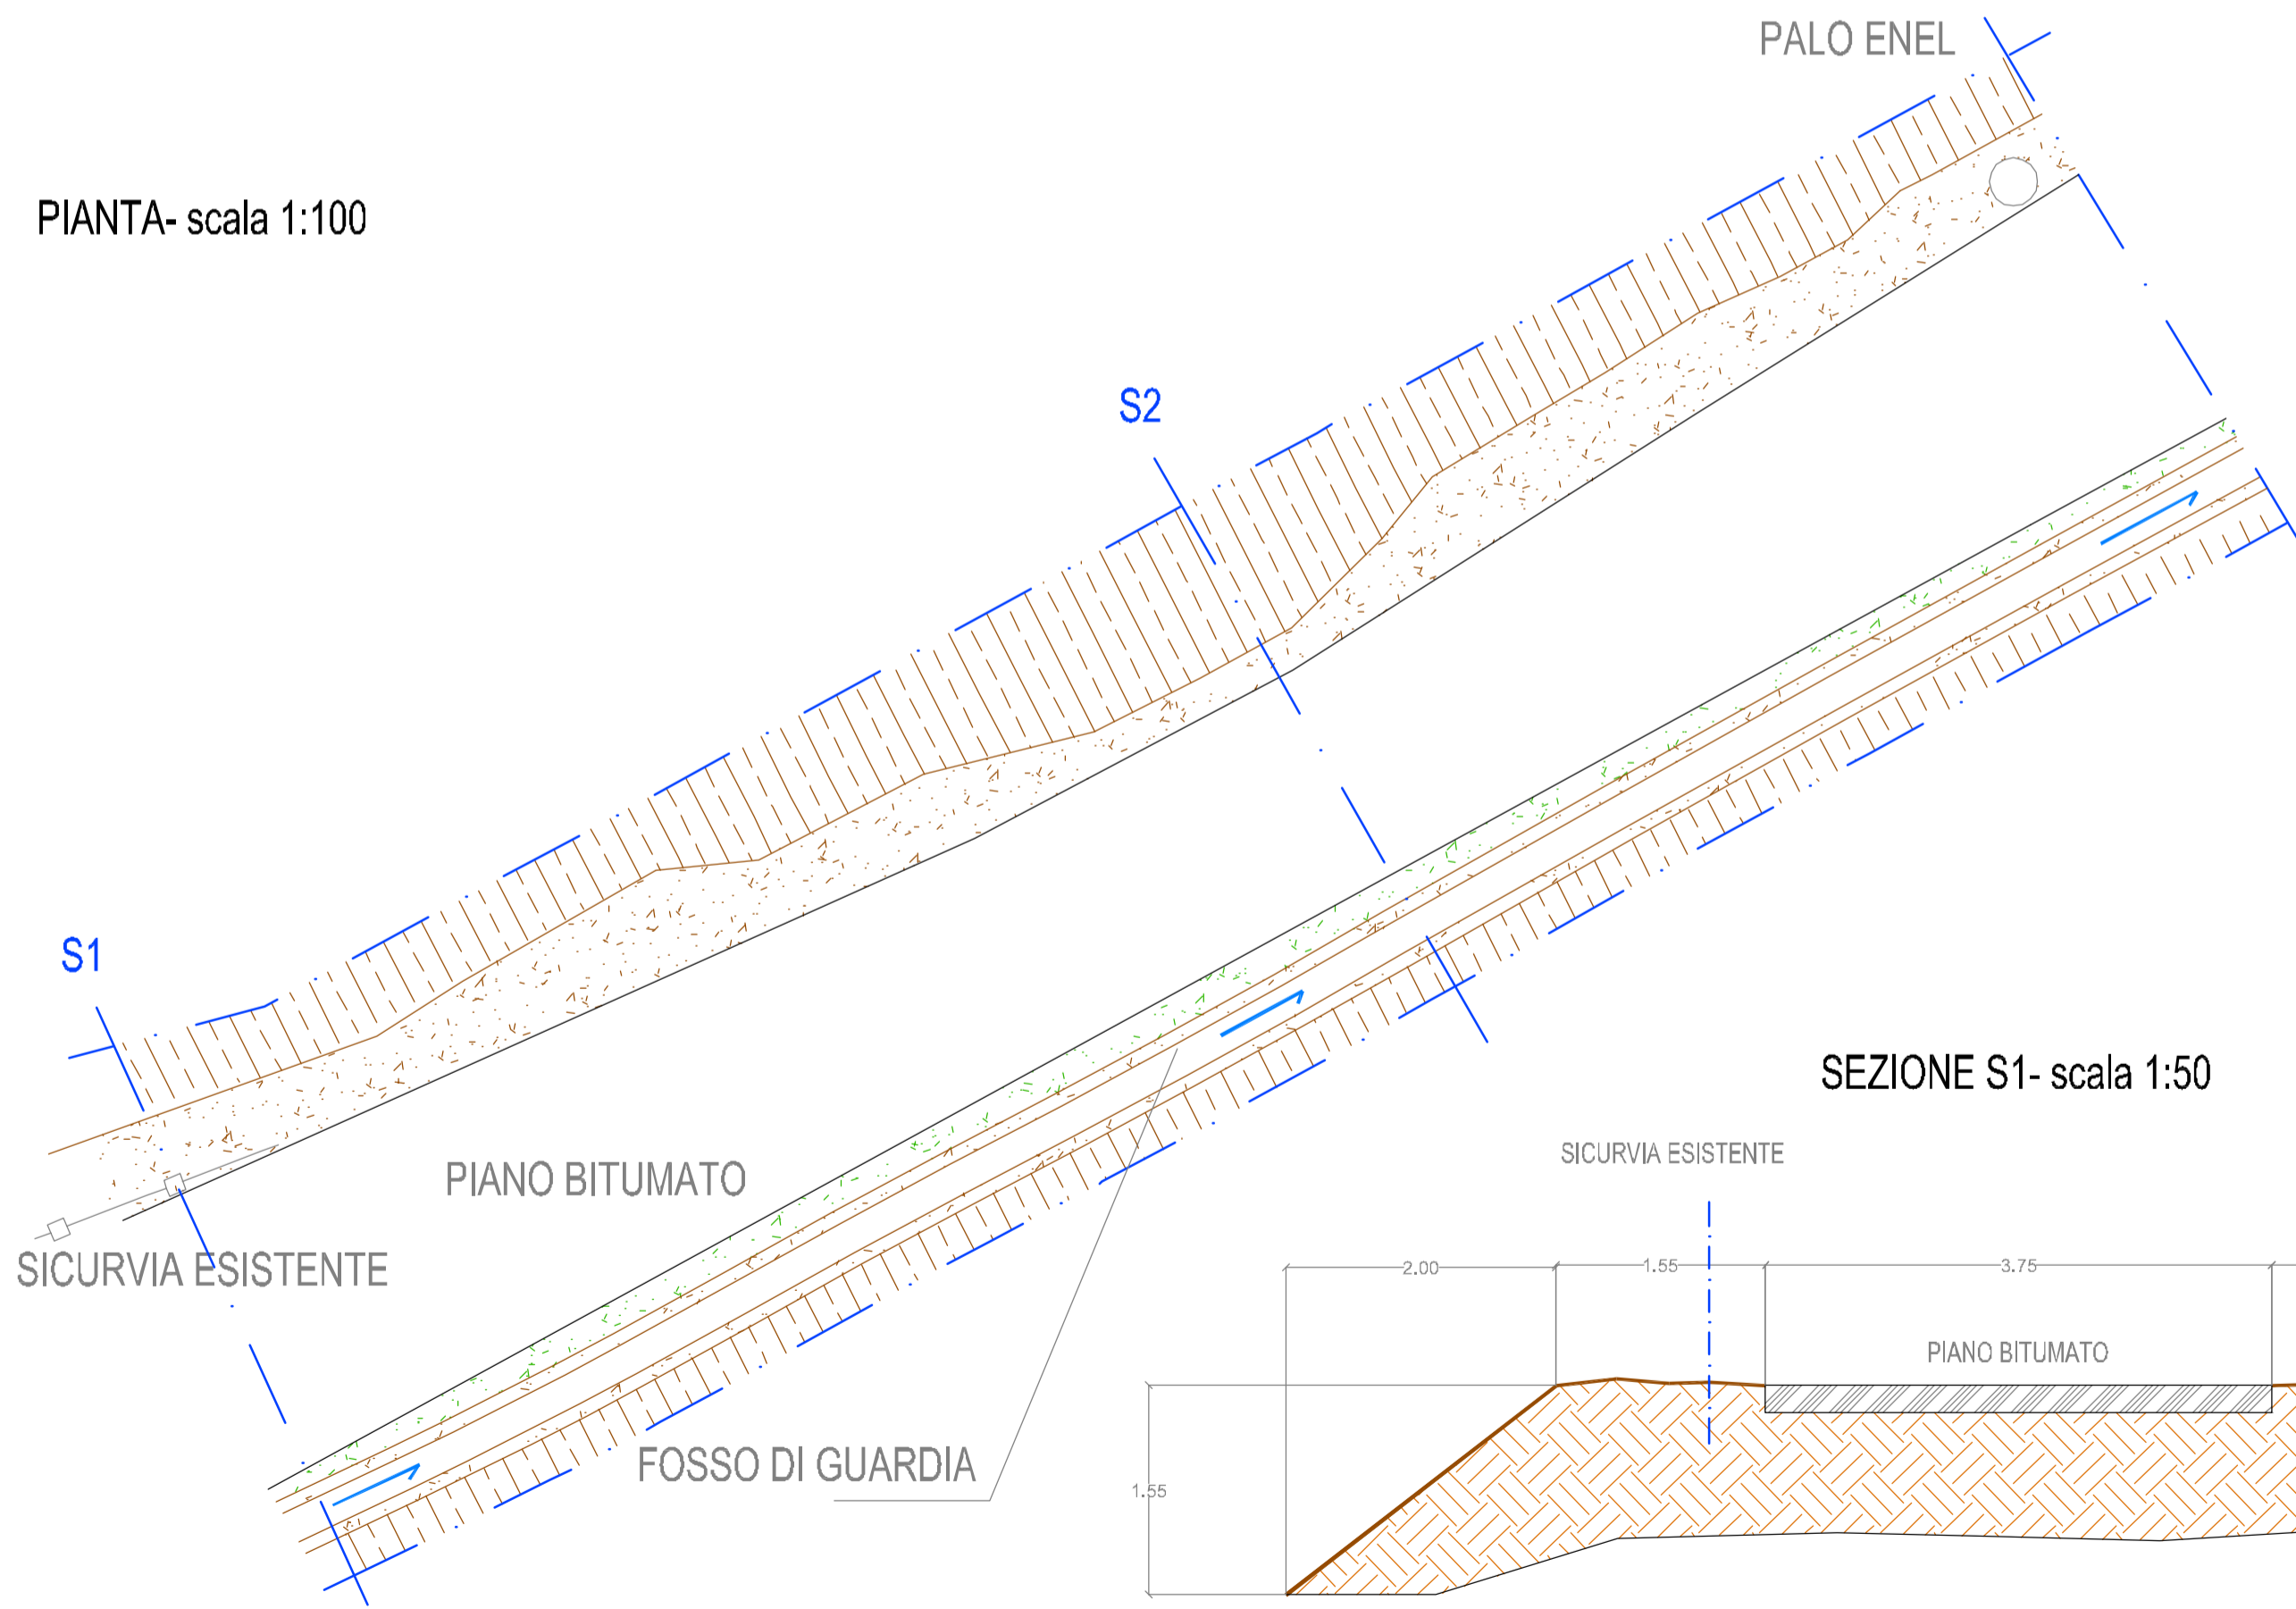 PALO ENEL
PIANTA- scala 1:100
S2
S1
SEZIONE S1- scala 1:50
SICURVIA ESISTENTE
PIANO BITUMATO
SICURVIA ESISTENTE
2.00
1.55
3.75
PIANO BITUMATO
FOSSO DI GUARDIA
1.55